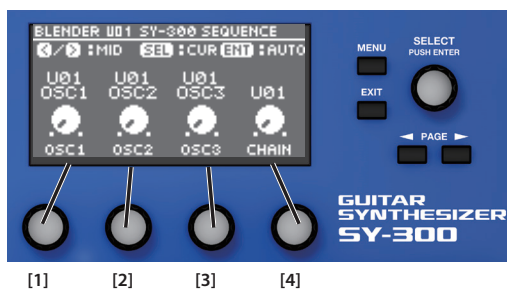 BLENDER U01 SY-300 SEQUENCE
:MID SEL :CUR ENT :AUTO
U01 OSC1 U01 OSC2 U01 OSC3 U01
OSC1 OSC2 OSC3 CHAIN
MENU
SELECT
PUSH ENTER
EXIT
PAGE
GUITAR
SYNTHESIZER
SY-300
[1] [2] [3] [4]